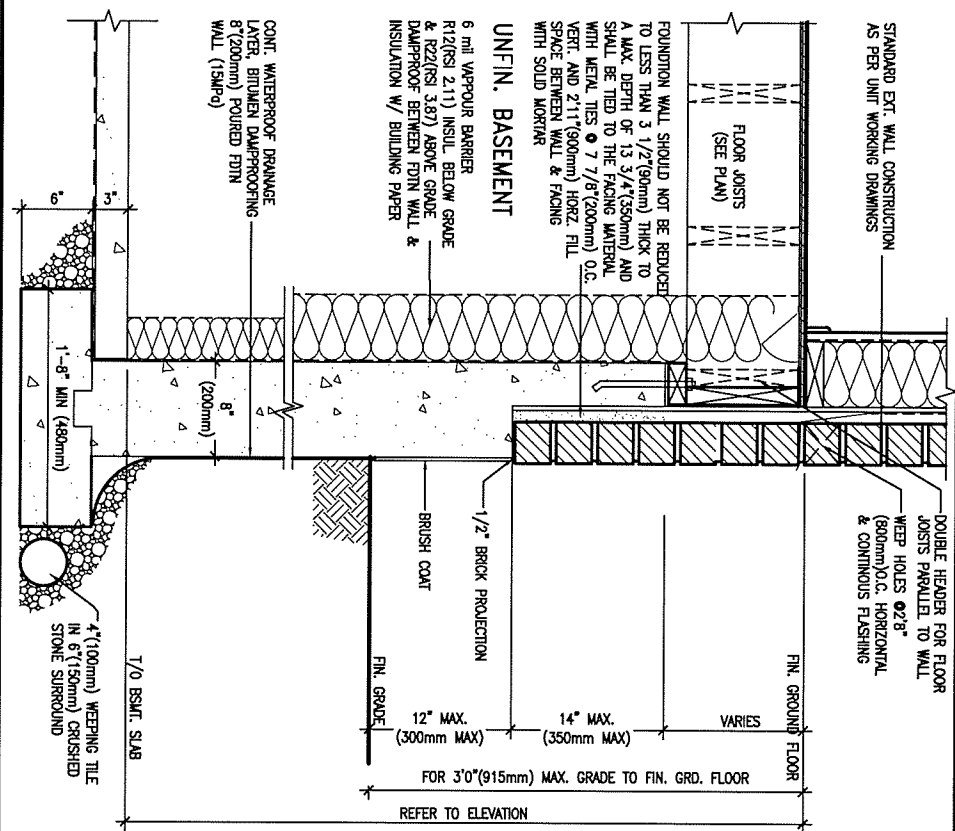 STANDARD EXT. WALL CONSTRUCTION
AS PER UNIT WORKING DRAWINGS
FLOOR JOISTS
(SEE PLAN)
FOUNDTION WALL SHOULD NOT BE REDUCED
TO LESS THAN 3 1/2"(90mm) THICK TO
A MAX. DEPTH OF 13 3/4"(350mm) AND
SHALL BE TIED TO THE FACING MATERIAL
WITH METAL TIES @ 7 7/8"(200mm) O.C.
VERT. AND 2'11"(900mm) HORZ. FILL
SPACE BETWEEN WALL & FACING
WITH SOLID MORTAR
UNFIN. BASEMENT
6 mil VAPPOUR BARRIER
R12(RSI 2.11) INSUL BELOW GRADE
& R22(RSI 3.87) ABOVE GRADE
DAMPPROOF BETWEEN FDTN WALL &
INSULATION W/ BUILDING PAPER
CONT. WATERPROOF DRAINAGE
LAYER, BITUMEN DAMPPROOFING
8"(200mm) POURED FDTN
WALL (15MPa)
6"
3"
8"
(200mm)
1'-8" MIN (480mm)
DOUBLE HEADER FOR FLOOR
JOISTS PARALLEL TO WALL
WEEP HOLES @2'8"
(800mm)O.C. HORIZONTAL
& CONTINOUS FLASHING
1/2" BRICK PROJECTION
BRUSH COAT
4"(100mm) WEEPING TILE
IN 6"(150mm) CRUSHED
STONE SURROUND
FIN. GROUND FLOOR
VARIES
14" MAX.
(350mm MAX)
12" MAX.
(300mm MAX)
FIN. GRADE
T/O BSMT. SLAB
FOR 3'0"(915mm) MAX. GRADE TO FIN. GRD. FLOOR
REFER TO ELEVATION